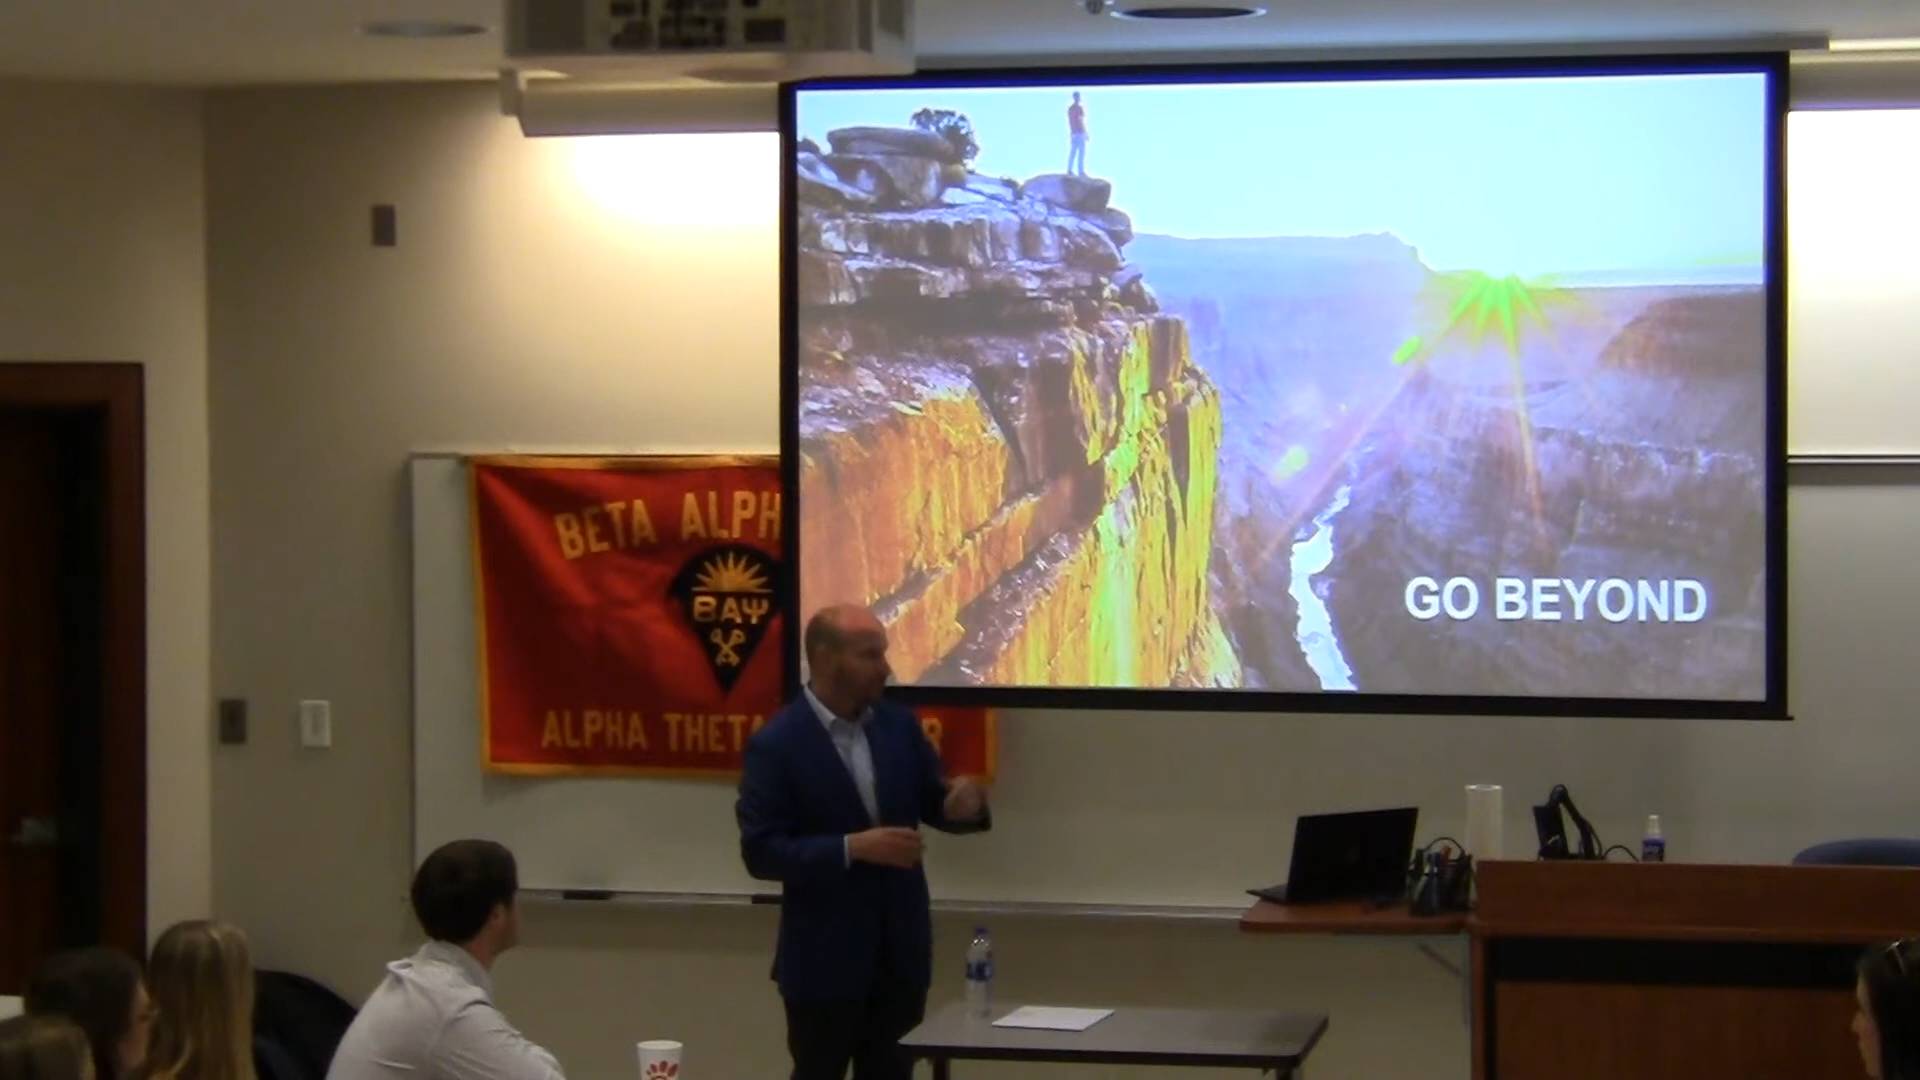 BETA ALPH
ΒΑΨ
ALPHA THETA
R
GO BEYOND